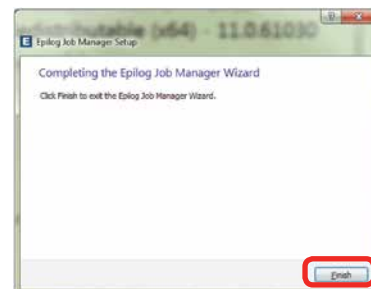 (x64) - 11.0.61030
Epilog Job Manager Setup
Completing the Epilog Job Manager Wizard
Click Finish to exit the Epilog Job Manager Wizard.
Finish